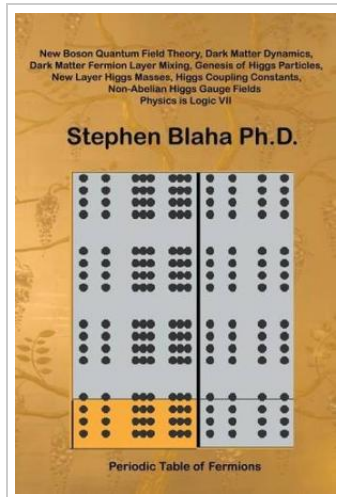 New Boson Quantum Field Theory, Dark Matter Dynamics,
Dark Matter Fermion Layer Mixing, Genesis of Higgs Particles,
New Layer Higgs Masses, Higgs Coupling Constants,
Non-Abelian Higgs Gauge Fields
Physics is Logic VII
Stephen Blaha Ph.D.
Periodic Table of Fermions